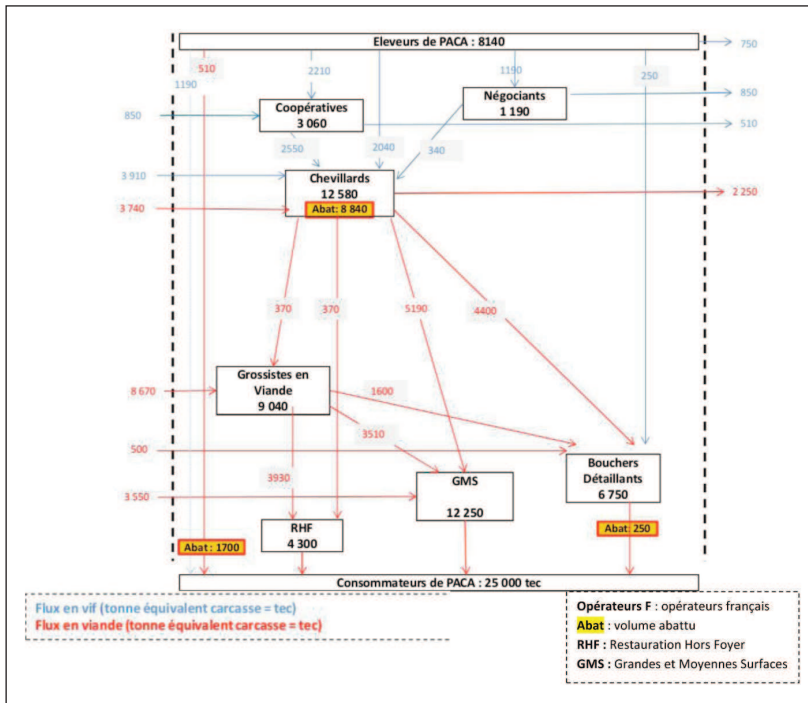 Eleveurs de PACA : 8140
750
510
2210
1190
250
1190
Coopératives
3 060
Négociants
1 190
850
850
510
2550
2040
340
3 910
Chevillards
12 580
Abat: 8 840
3 740
2 250
370
370
5190
4400
8 670
Grossistes en
Viande
9 040
1600
3510
500
3930
Bouchers
Détaillants
6 750
3 550
GMS
12 250
RHF
4 300
Abat : 1700
Abat: 250
Consommateurs de PACA : 25 000 tec
Flux en vif (tonne équivalent carcasse = tec)
Flux en viande (tonne équivalent carcasse = tec)
Opérateurs F : opérateurs français
Abat : volume abattu
RHF : Restauration Hors Foyer
GMS : Grandes et Moyennes Surfaces